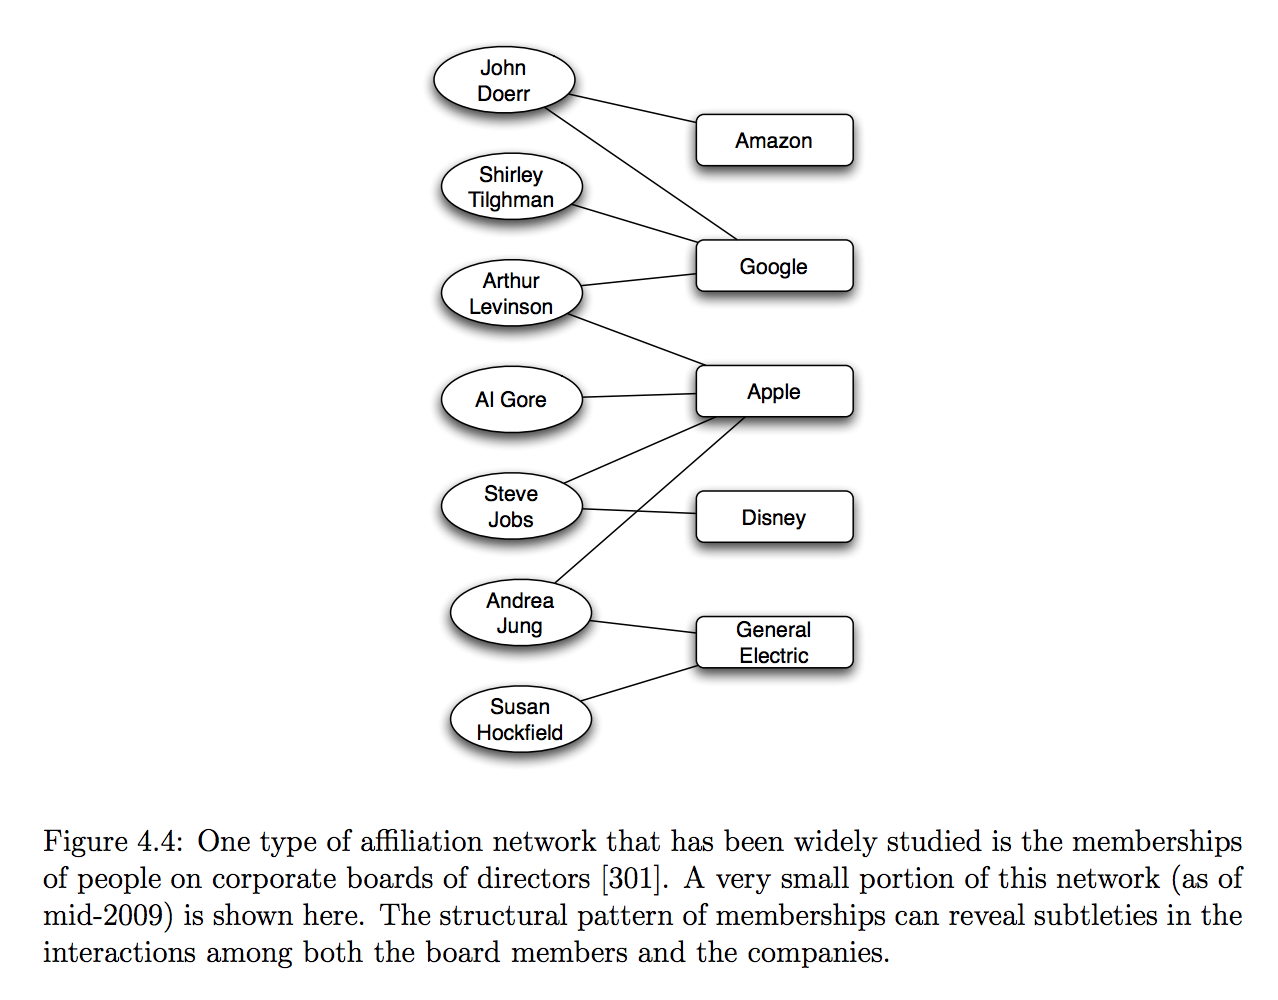 John
Doerr
Amazon
Shirley
Tilghman
Google
Arthur
Levinson
Apple
Al Gore
Steve
Jobs
Disney
Andrea
Jung
General
Electric
Susan
Hockfield
Figure 4.4: One type of affiliation network that has been widely studied is the memberships
of people on corporate boards of directors [301]. A very small portion of this network (as of
mid-2009) is shown here. The structural pattern of memberships can reveal subtleties in the
interactions among both the board members and the companies.